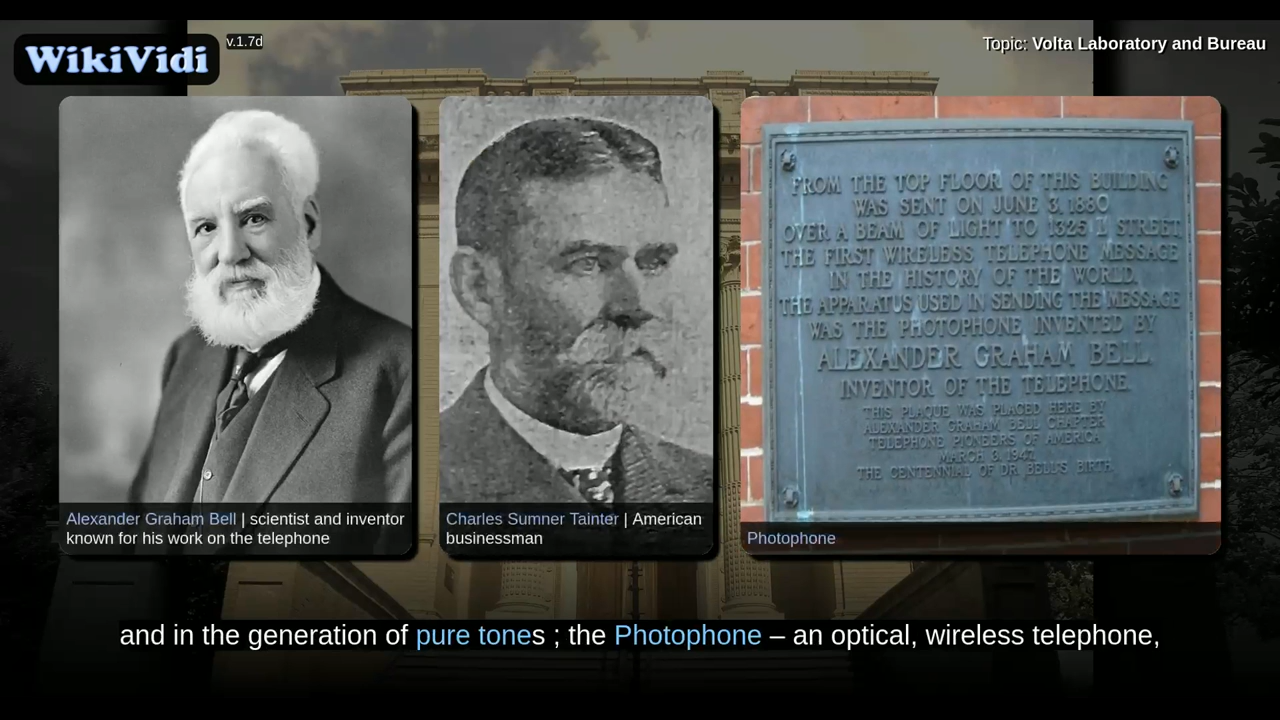 WikiVidi
v.1.7d
Topic: Volta Laboratory and Bureau
Alexander Graham Bell | scientist and inventor
known for his work on the telephone
Charles Sumner Tainter | American
businessman
FROM THE TOP FLOOR OF THIS BUILDING
WAS SENT ON JUNE 3, 1880
OVER A BEAM OF LIGHT TO 1325 L STREET
THE FIRST WIRELESS TELEPHONE MESSAGE
IN THE HISTORY OF THE WORLD.
THE APPARATUS USED IN SENDING THE MESSAGE
WAS THE PHOTOPHONE INVENTED BY
ALEXANDER GRAHAM BELL
INVENTOR OF THE TELEPHONE.
THIS PLAQUE WAS PLACED HERE BY
ALEXANDER GRAHAM BELL CHAPTER
TELEPHONE PIONEERS OF AMERICA
MARCH 3, 1947
THE CENTENNIAL OF DR. BELL'S BIRTH
Photophone
and in the generation of pure tones ; the Photophone – an optical, wireless telephone,